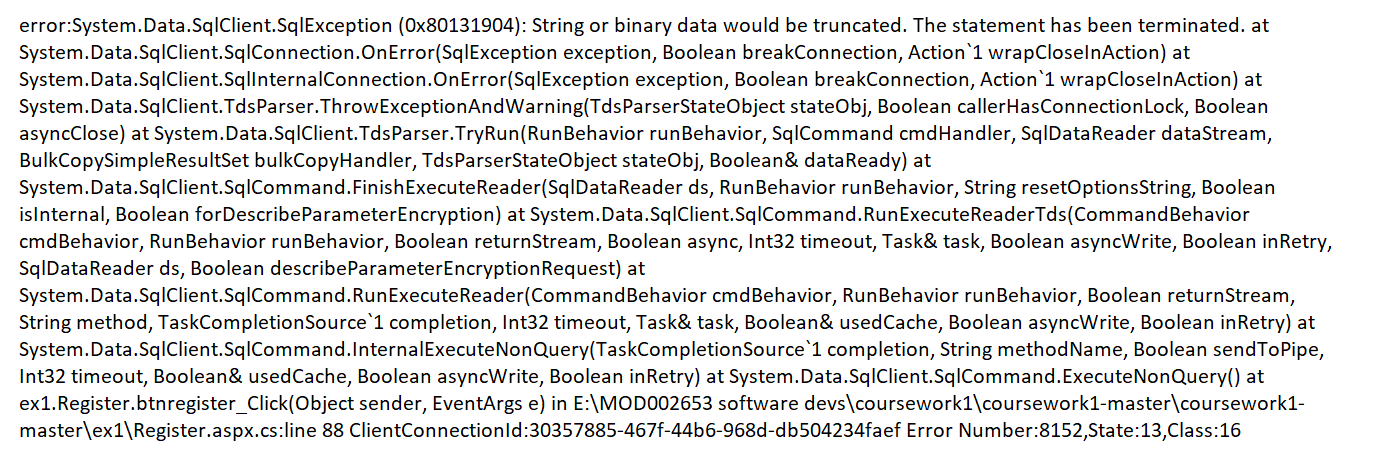 error:System.Data.SqlClient.SqlException (0x80131904): String or binary data would be truncated. The statement has been terminated. at
System.Data.SqlClient.SqlConnection.OnError(SqlException exception, Boolean breakConnection, Action`1 wrapCloseInAction) at
System.Data.SqlClient.SqlInternalConnection.OnError(SqlException exception, Boolean breakConnection, Action`1 wrapCloseInAction) at
System.Data.SqlClient.TdsParser.ThrowExceptionAndWarning(TdsParserStateObject stateObj, Boolean callerHasConnectionLock, Boolean
asyncClose) at System.Data.SqlClient.TdsParser.TryRun(RunBehavior runBehavior, SqlCommand cmdHandler, SqlDataReader dataStream,
BulkCopySimpleResultSet bulkCopyHandler, TdsParserStateObject stateObj, Boolean& dataReady) at
System.Data.SqlClient.SqlCommand.FinishExecuteReader(SqlDataReader ds, RunBehavior runBehavior, String resetOptionsString, Boolean
isInternal, Boolean forDescribeParameterEncryption) at System.Data.SqlClient.SqlCommand.RunExecuteReaderTds(CommandBehavior
cmdBehavior, RunBehavior runBehavior, Boolean returnStream, Boolean async, Int32 timeout, Task& task, Boolean asyncWrite, Boolean inRetry,
SqlDataReader ds, Boolean describeParameterEncryptionRequest) at
System.Data.SqlClient.SqlCommand.RunExecuteReader(CommandBehavior cmdBehavior, RunBehavior runBehavior, Boolean returnStream,
String method, TaskCompletionSource`1 completion, Int32 timeout, Task& task, Boolean& usedCache, Boolean asyncWrite, Boolean inRetry) at
System.Data.SqlClient.SqlCommand.InternalExecuteNonQuery(TaskCompletionSource`1 completion, String methodName, Boolean sendToPipe,
Int32 timeout, Boolean& usedCache, Boolean asyncWrite, Boolean inRetry) at System.Data.SqlClient.SqlCommand.ExecuteNonQuery() at
ex1.Register.btnregister_Click(Object sender, EventArgs e) in E:\MOD002653 software devs\coursework1\coursework1-master\coursework1-
master\ex1\Register.aspx.cs:line 88 ClientConnectionId:30357885-467f-44b6-968d-db504234faef Error Number:8152,State:13,Class:16